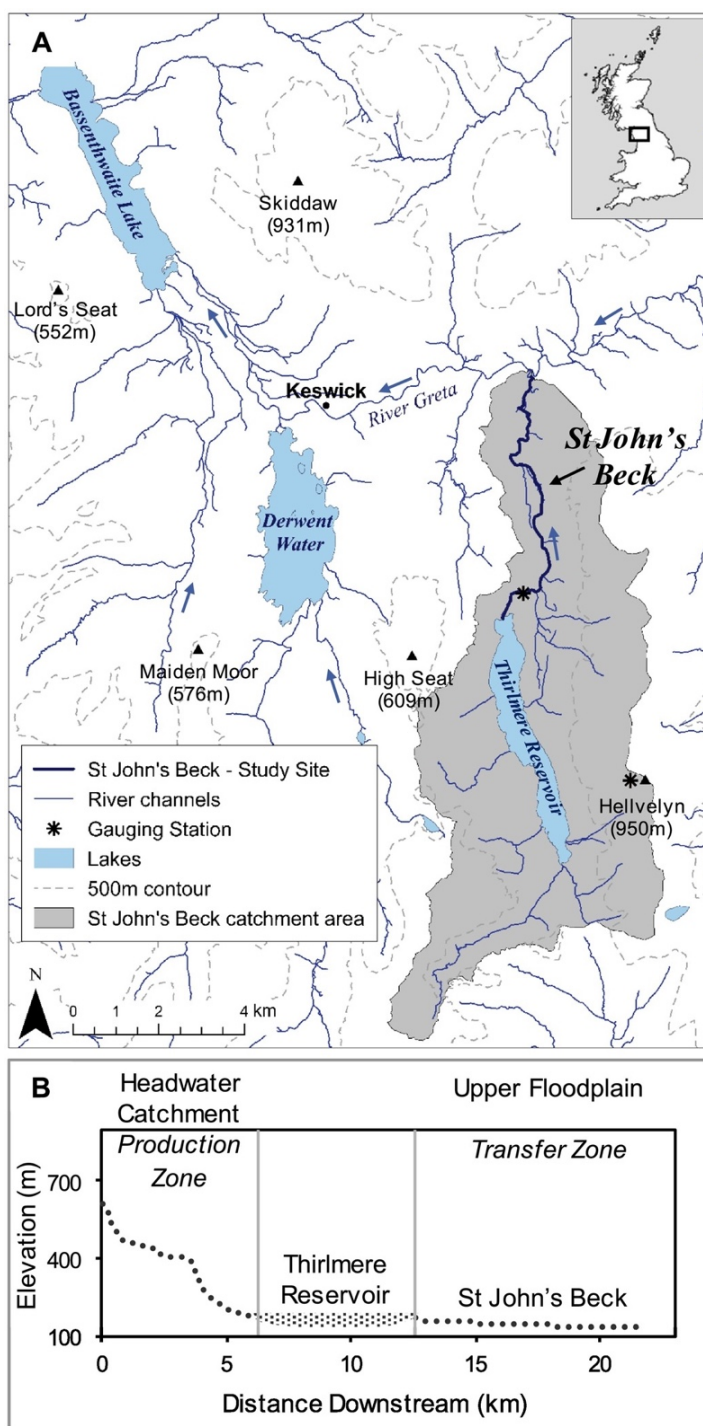 A
Bassenthwaite Lake
Skiddaw
(931m)
Lord's Seat
(552m)
Keswick
River Greta
St John's
Beck
Derwent
Water
Maiden Moor
(576m)
High Seat
(609m)
Thirlmere Reservoir
Hellvelyn
(950m)
St John's Beck - Study Site
River channels
Gauging Station
Lakes
500m contour
St John's Beck catchment area
N
0 1 2 4 km
B
Headwater
Catchment
Upper Floodplain
Production
Zone
Transfer Zone
Elevation (m)
700
400
100
Thirlmere
Reservoir
St John's Beck
0 5 10 15 20
Distance Downstream (km)